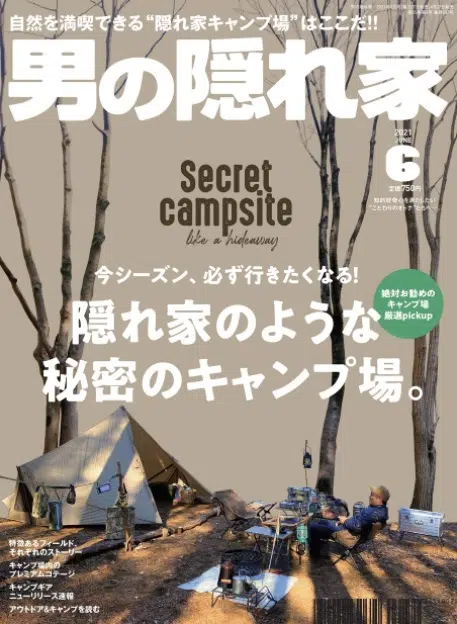 自然を満喫できる“隠れ家キャンプ場”はここだ!!
男の隠れ家
2021
6
定価750円
Secret
campsite
like a hideaway
今シーズン、必ず行きたくなる!
絶対お勧めの
キャンプ場
厳選pickup
隠れ家のような
秘密のキャンプ場。
特徴あるフィールド、
それぞれのストーリー
キャンプ場内の
プレミアムコテージ
キャンプギア
ニューリリース速報
アウトドア&キャンプを読む